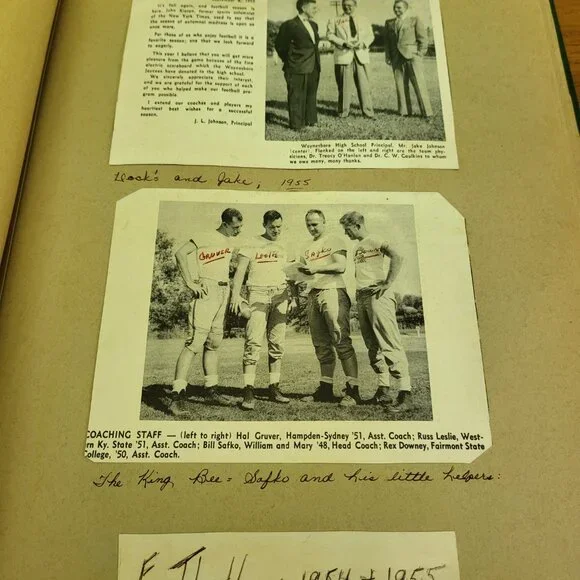 It's fall again, and football season is
here. John Kieran, former sports columnist
of the New York Times, used to say that
the season of autumnal madness is upon us
once more.
For those of us who enjoy football it is a
favorite season; one that we look forward
to eagerly.
This year I believe that you will get more
pleasure from the game because of the fine
electric scoreboard which the Waynesboro
Jaycees have donated to the high school.
We sincerely appreciate their interest,
and we are grateful for the support of each
of you who helped make our football pro-
gram possible.
I extend our coaches and players my
heartiest best wishes for a successful
season.
J. L. Johnson, Principal
Waynesboro High School Principal, Mr. Jake Johnson
(center) Flanked on the left and right are the team phy-
sicians, Dr. Treacy O'Hanlan and Dr. C. W. Caulkins to whom
we owe many, many thanks.
Dock's and Jake, 1955
GRUVER
LESLIE
Safko
COACHING STAFF — (left to right) Hal Gruver, Hampden-Sydney '51, Asst. Coach; Russ Leslie, West-
ern Ky. State '51, Asst. Coach; Bill Safko, William and Mary '48, Head Coach; Rex Downey, Fairmont State
College, '50, Asst. Coach.
The King Bee = Safko and his little helpers:
1954 + 1955